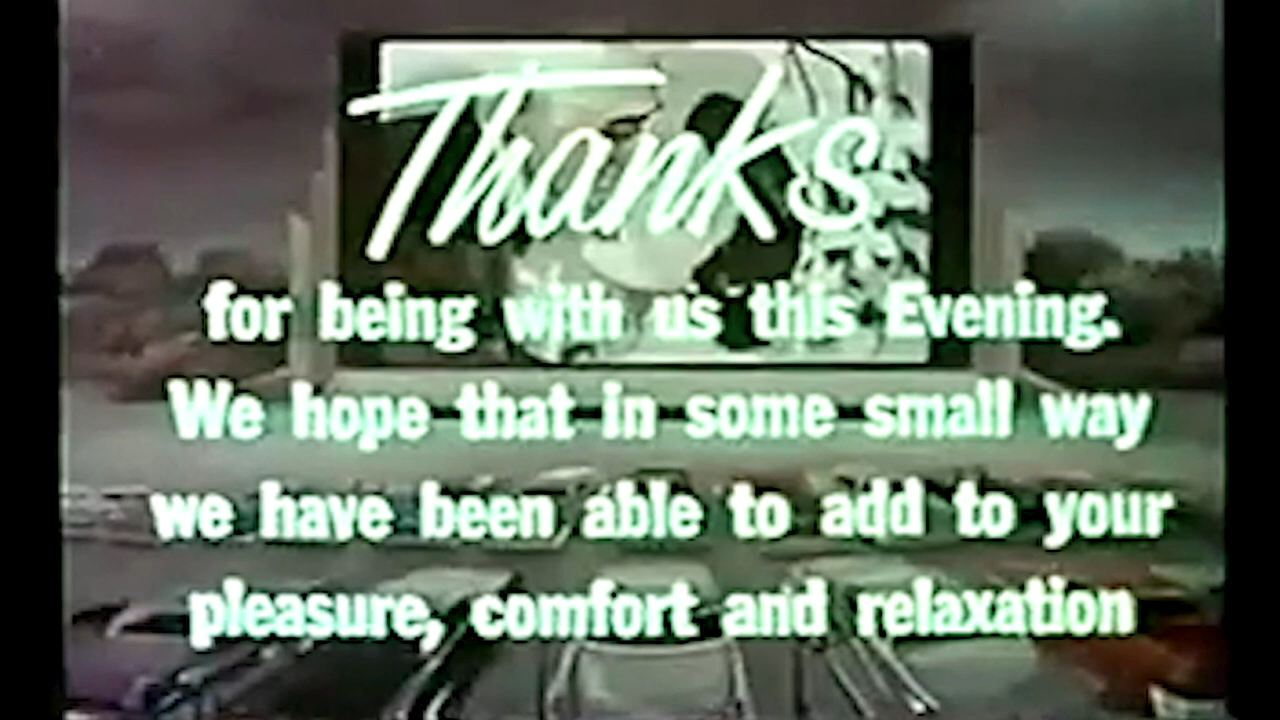 Thanks
for being with us this Evening.
We hope that in some small way
we have been able to add to your
pleasure, comfort and relaxation